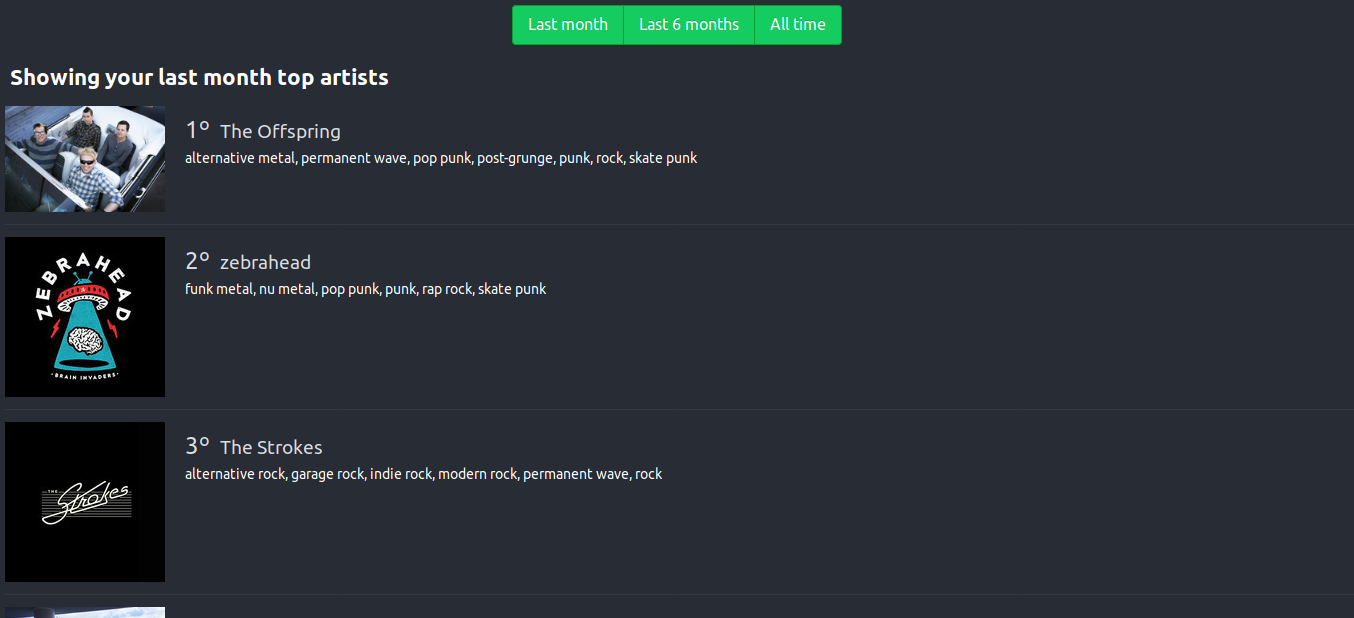 Last month Last 6 months All time
Showing your last month top artists
1º The Offspring
alternative metal, permanent wave, pop punk, post-grunge, punk, rock, skate punk
ZEBRAHEAD
BRAIN INVADERS
2º zebrahead
funk metal, nu metal, pop punk, punk, rap rock, skate punk
THE
Strokes
3º The Strokes
alternative rock, garage rock, indie rock, modern rock, permanent wave, rock